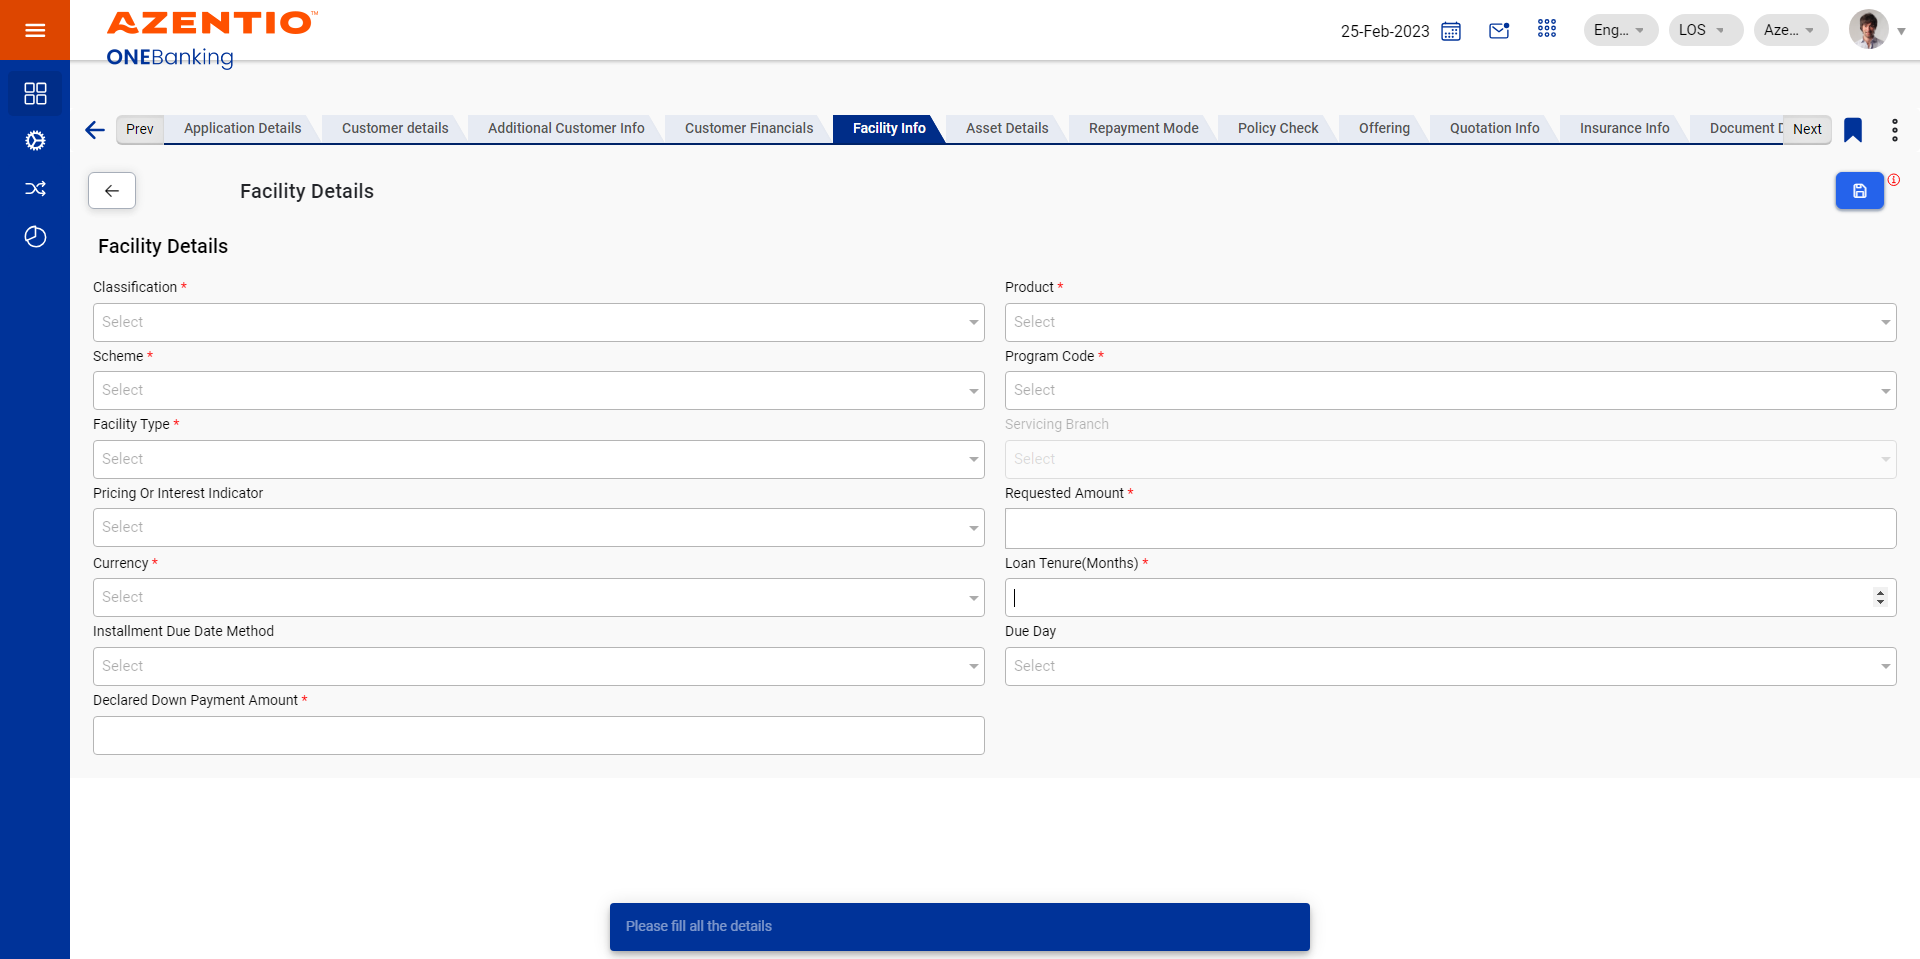 AZENTIO™
ONEBanking
25-Feb-2023
Eng...
LOS
Aze...
Prev
Application Details
Customer details
Additional Customer Info
Customer Financials
Facility Info
Asset Details
Repayment Mode
Policy Check
Offering
Quotation Info
Insurance Info
Document D
Next
Facility Details
Facility Details
Classification *
Select
Product *
Select
Scheme *
Select
Program Code *
Select
Facility Type *
Select
Servicing Branch
Select
Pricing Or Interest Indicator
Select
Requested Amount *
Currency *
Select
Loan Tenure(Months) *
Installment Due Date Method
Select
Due Day
Select
Declared Down Payment Amount *
Please fill all the details